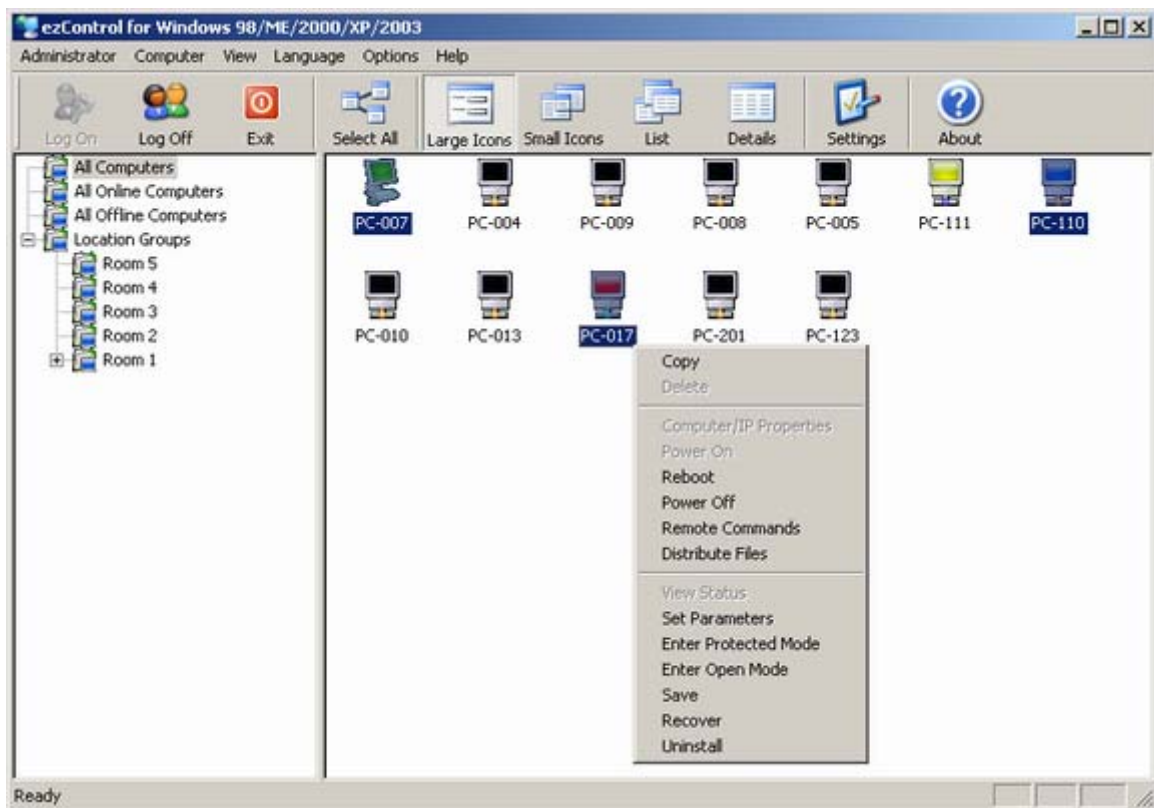 ezControl for Windows 98/ME/2000/XP/2003
Administrator Computer View Language Options Help
Log On Log Off Exit Select All Large Icons Small Icons List Details Settings About
All Computers
All Online Computers
All Offline Computers
Location Groups
Room 5
Room 4
Room 3
Room 2
Room 1
PC-007 PC-004 PC-009 PC-008 PC-005 PC-111 PC-110
PC-010 PC-013 PC-017 PC-201 PC-123
Copy
Delete
Computer/IP Properties
Power On
Reboot
Power Off
Remote Commands
Distribute Files
View Status
Set Parameters
Enter Protected Mode
Enter Open Mode
Save
Recover
Uninstall
Ready